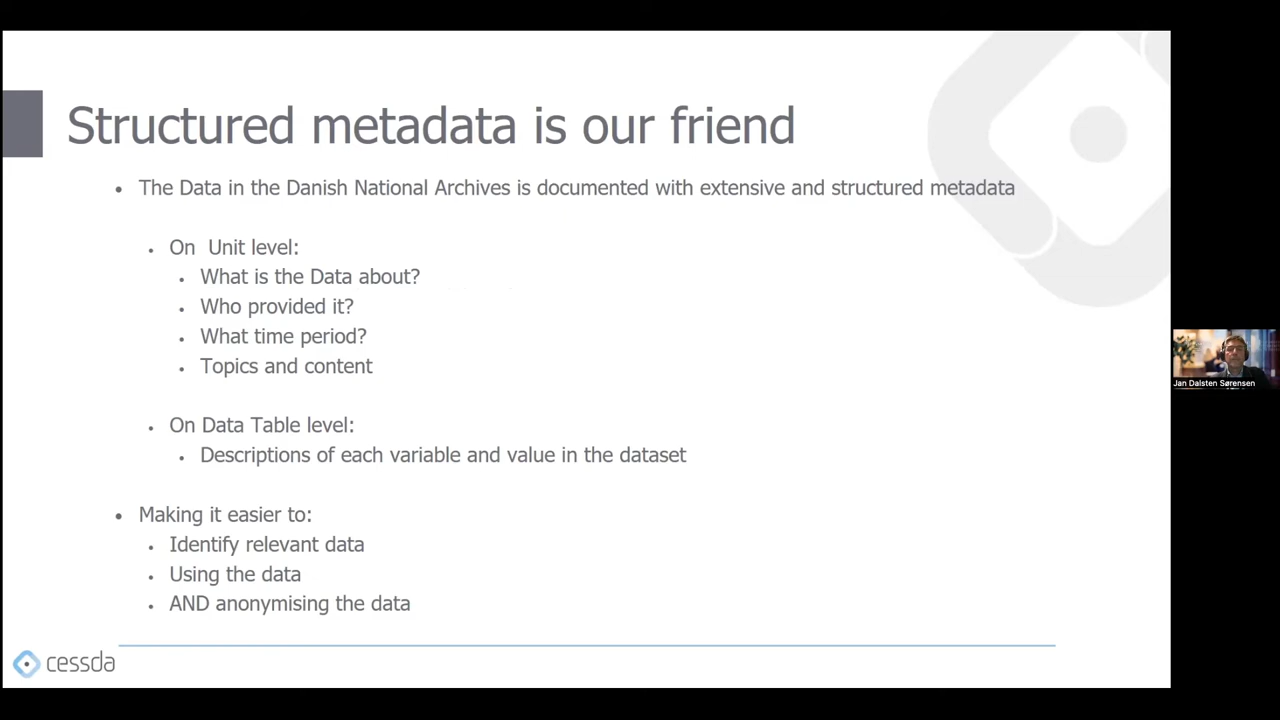 Structured metadata is our friend
• The Data in the Danish National Archives is documented with extensive and structured metadata
• On Unit level:
• What is the Data about?
• Who provided it?
• What time period?
• Topics and content
• On Data Table level:
• Descriptions of each variable and value in the dataset
• Making it easier to:
• Identify relevant data
• Using the data
• AND anonymising the data
cessda
Jan Dalsten Sørensen